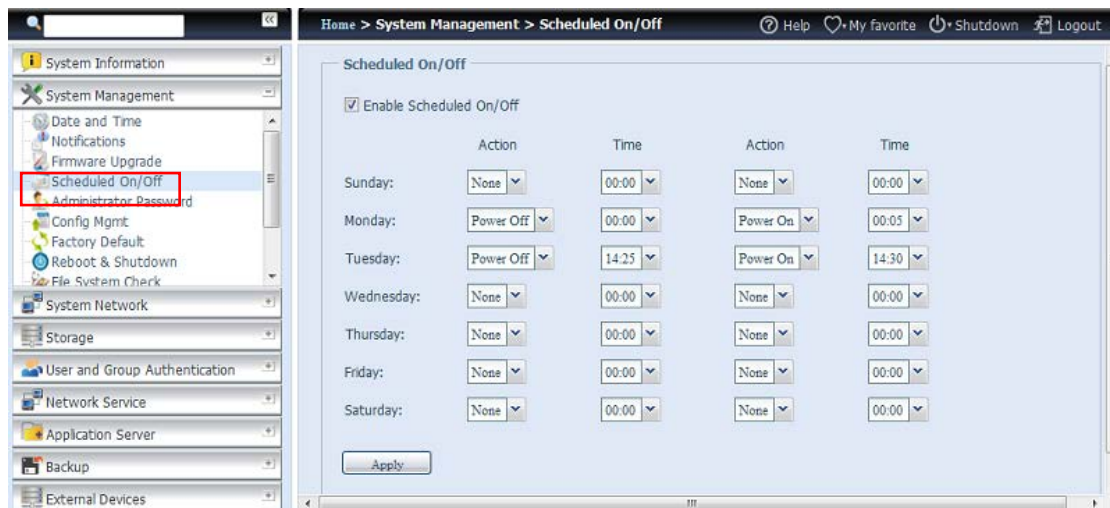 Home > System Management > Scheduled On/Off
Help My favorite Shutdown Logout
System Information
System Management
Date and Time
Notifications
Firmware Upgrade
Scheduled On/Off
Administrator Password
Config Mgmt
Factory Default
Reboot & Shutdown
File System Check
System Network
Storage
User and Group Authentication
Network Service
Application Server
Backup
External Devices
Scheduled On/Off
Enable Scheduled On/Off
Action Time Action Time
Sunday: None 00:00 None 00:00
Monday: Power Off 00:00 Power On 00:05
Tuesday: Power Off 14:25 Power On 14:30
Wednesday: None 00:00 None 00:00
Thursday: None 00:00 None 00:00
Friday: None 00:00 None 00:00
Saturday: None 00:00 None 00:00
Apply